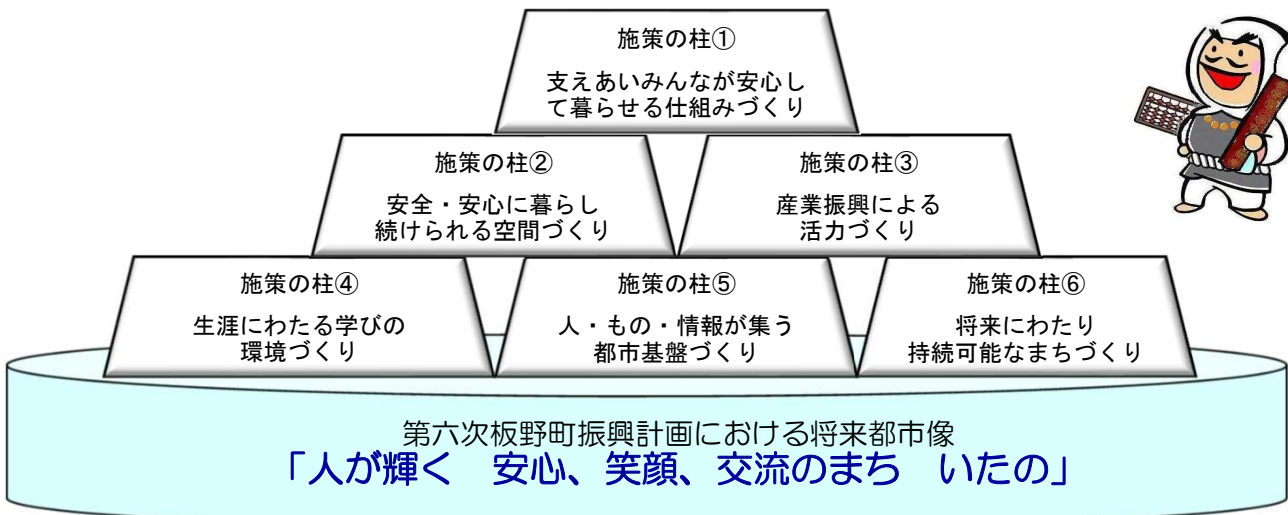 施策の柱①
支えあいみんなが安心し
て暮らせる仕組みづくり
施策の柱②
安全・安心に暮らし
続けられる空間づくり
施策の柱③
産業振興による
活力づくり
施策の柱④
生涯にわたる学びの
環境づくり
施策の柱⑤
人・もの・情報が集う
都市基盤づくり
施策の柱⑥
将来にわたり
持続可能なまちづくり
第六次板野町振興計画における将来都市像
「人が輝く　安心、笑顔、交流のまち　いたの」